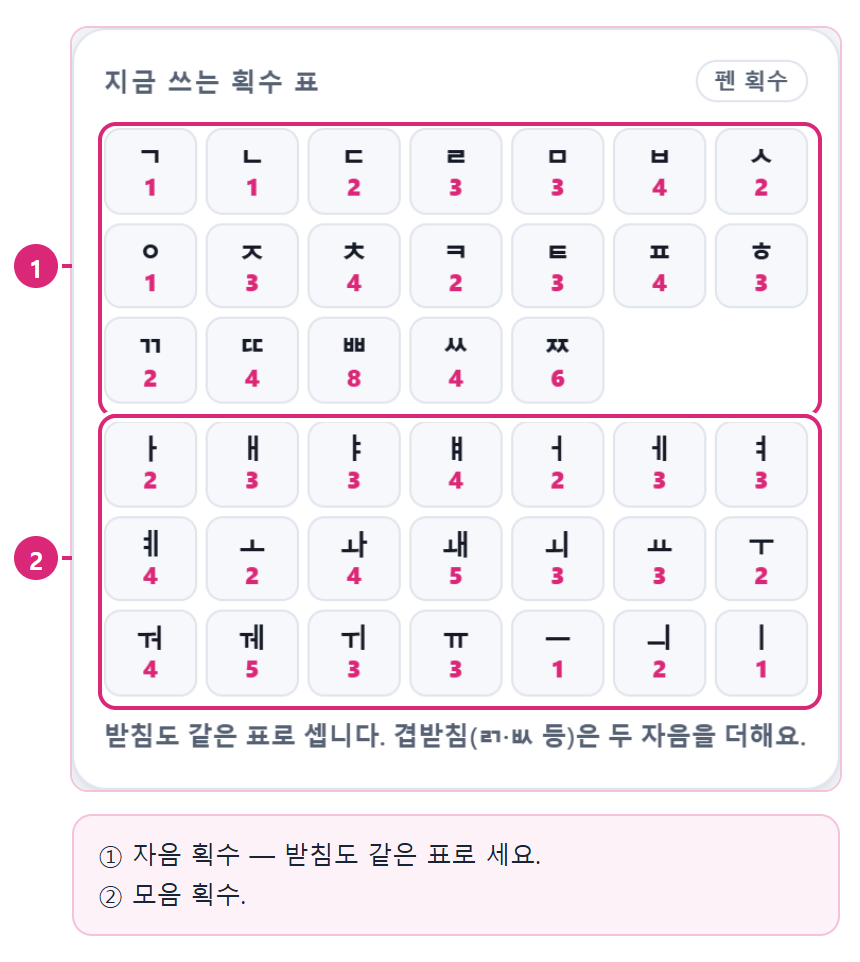 지금 쓰는 획수 표
펜 획수
ㄱ ㄴ ㄷ ㄹ ㅁ ㅂ ㅅ
1 1 2 3 3 4 2
1
ㅇ ㅈ ㅊ ㅋ ㅌ ㅍ ㅎ
1 3 4 2 3 4 3
ㄲ ㄸ ㅃ ㅆ ㅉ
2 4 8 4 6
ㅏ ㅐ ㅑ ㅒ ㅓ ㅔ ㅕ
2 3 3 4 2 3 3
2
ㅖ ㅗ ㅘ ㅙ ㅚ ㅛ ㅜ
4 2 4 5 3 3 2
ㅝ ㅞ ㅟ ㅠ ㅡ ㅢ ㅣ
4 5 3 3 1 2 1
받침도 같은 표로 셉니다. 겹받침(ㄺ·ㅄ 등)은 두 자음을 더해요.
① 자음 획수 — 받침도 같은 표로 세요.
② 모음 획수.